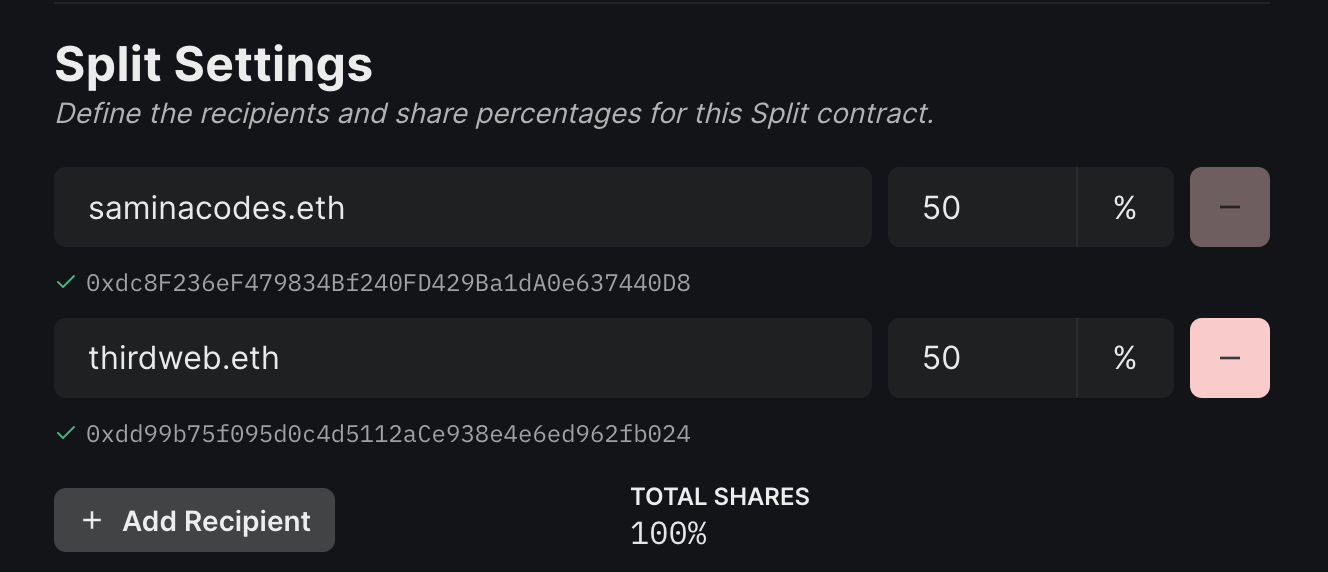 Split Settings
Define the recipients and share percentages for this Split contract.
saminacodes.eth 50 % −
0xdc8F236eF479834Bf240FD429Ba1dA0e637440D8
thirdweb.eth 50 % −
0xdd99b75f095d0c4d5112aCe938e4e6ed962fb024
+ Add Recipient
TOTAL SHARES
100%